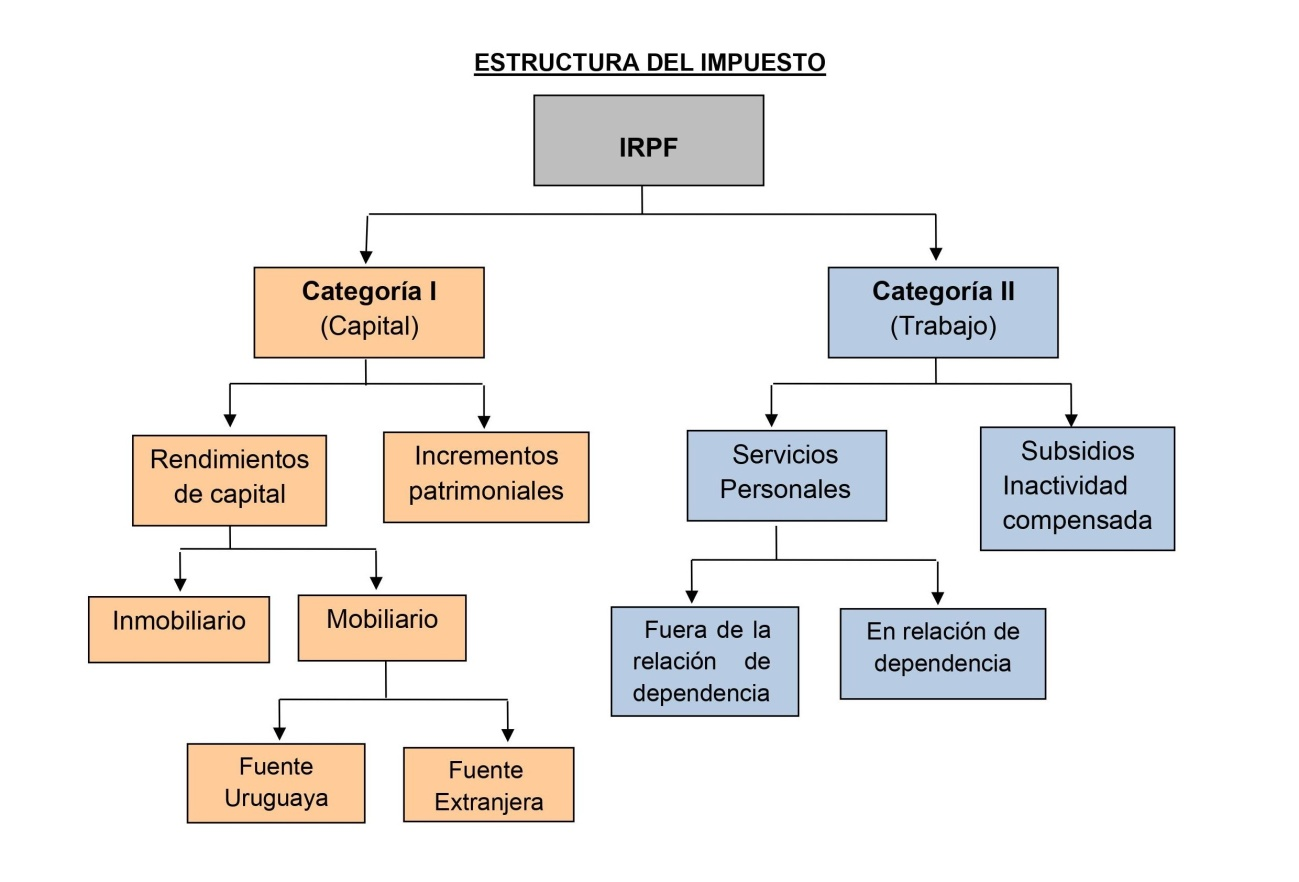 ESTRUCTURA DEL IMPUESTO
IRPF
Categoría I
(Capital)
Categoría II
(Trabajo)
Rendimientos
de capital
Incrementos
patrimoniales
Servicios
Personales
Subsidios
Inactividad
compensada
Inmobiliario
Mobiliario
Fuera de la
relación de
dependencia
En relación de
dependencia
Fuente
Uruguaya
Fuente
Extranjera